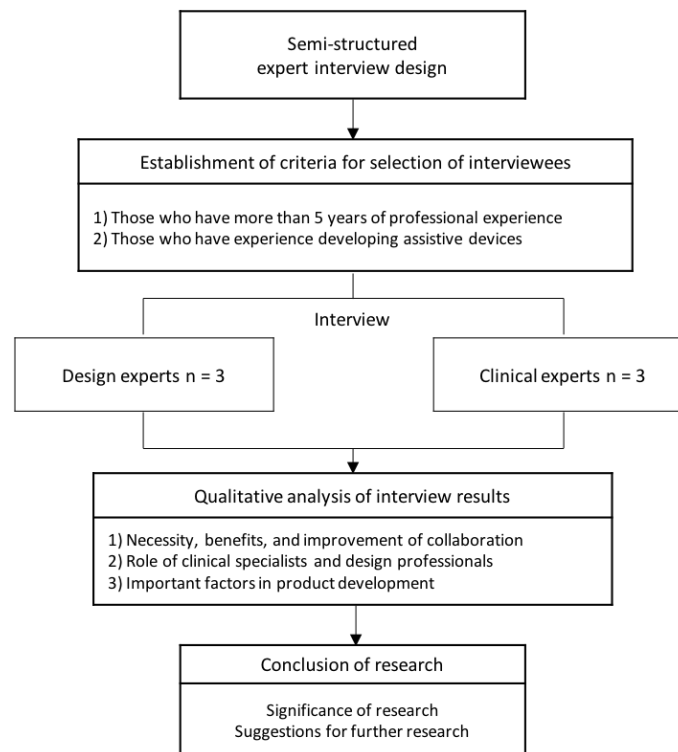 Semi-structured
expert interview design
Establishment of criteria for selection of interviewees
1) Those who have more than 5 years of professional experience
2) Those who have experience developing assistive devices
Interview
Design experts n = 3
Clinical experts n = 3
Qualitative analysis of interview results
1) Necessity, benefits, and improvement of collaboration
2) Role of clinical specialists and design professionals
3) Important factors in product development
Conclusion of research
Significance of research
Suggestions for further research